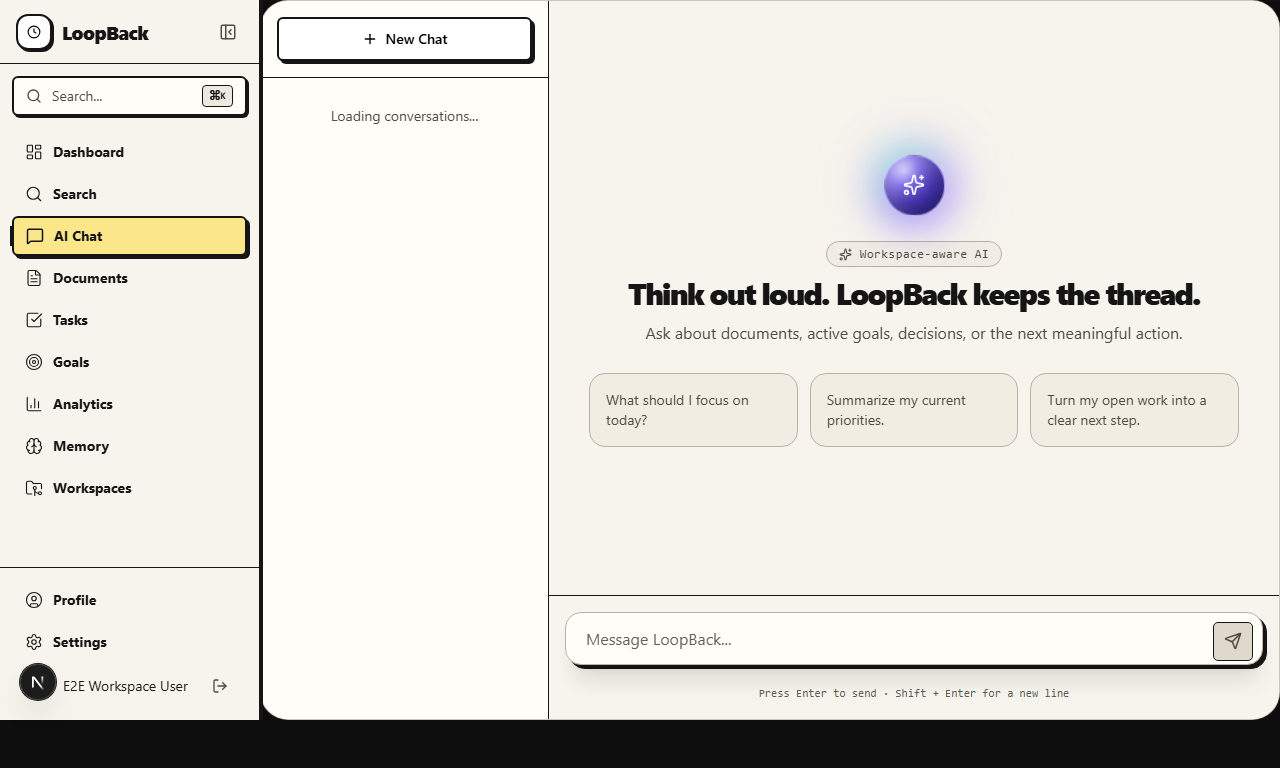 LoopBack
Search...
⌘K
Dashboard
Search
AI Chat
Documents
Tasks
Goals
Analytics
Memory
Workspaces
Profile
Settings
N
E2E Workspace User
New Chat
Loading conversations...
Workspace-aware AI
Think out loud. LoopBack keeps the thread.
Ask about documents, active goals, decisions, or the next meaningful action.
What should I focus on
today?
Summarize my current
priorities.
Turn my open work into a
clear next step.
Message LoopBack...
Press Enter to send · Shift + Enter for a new line